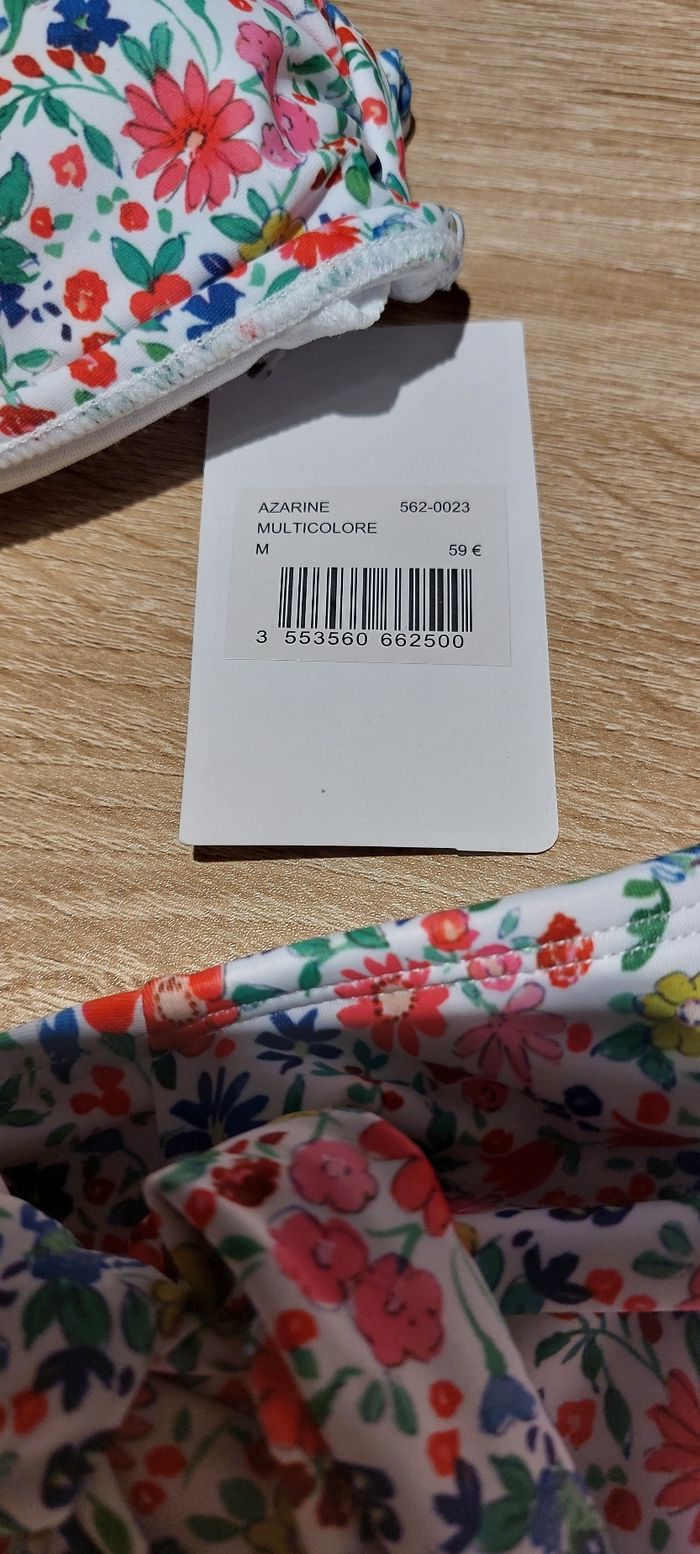 AZARINE 562-0023
MULTICOLORE
M 59 €
3 553560 662500